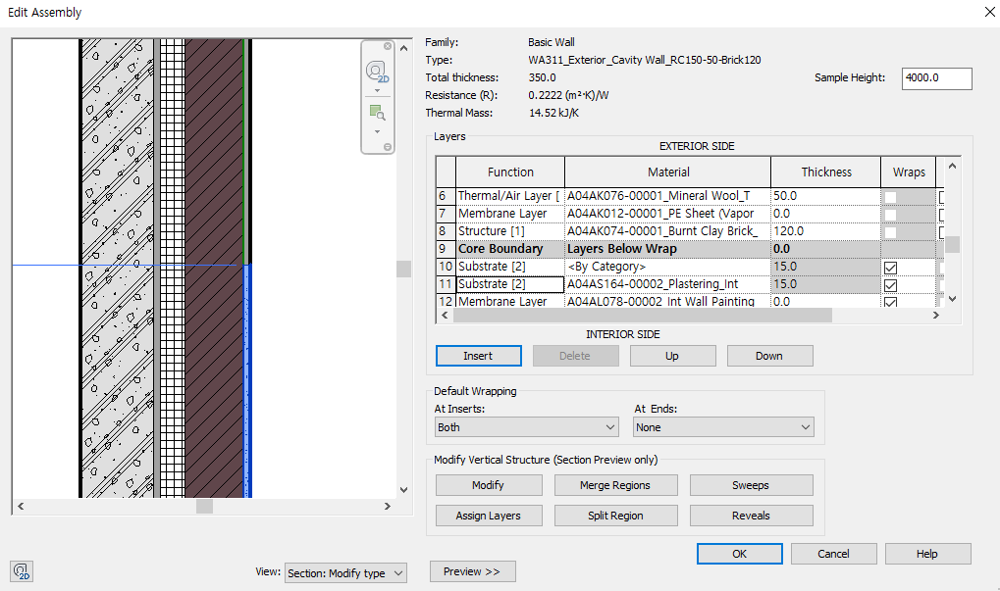 Edit Assembly
Family: Basic Wall
Type: WA311_Exterior_Cavity Wall_RC150-50-Brick120
Total thickness: 350.0 Sample Height: 4000.0
Resistance (R): 0.2222 (m²·K)/W
Thermal Mass: 14.52 kJ/K
2D
Layers
EXTERIOR SIDE
Function Material Thickness Wraps
6 Thermal/Air Layer [ A04AK076-00001_Mineral Wool_T 50.0
7 Membrane Layer A04AK012-00001_PE Sheet (Vapor 0.0
8 Structure [1] A04AK074-00001_Burnt Clay Brick_ 120.0
9 Core Boundary Layers Below Wrap 0.0
10 Substrate [2] <By Category> 15.0
11 Substrate [2] A04AS164-00002_Plastering_Int 15.0
12 Membrane Layer A04AL078-00002 Int Wall Painting 0.0
INTERIOR SIDE
Insert Delete Up Down
Default Wrapping
At Inserts: At Ends:
Both None
Modify Vertical Structure (Section Preview only)
Modify Merge Regions Sweeps
Assign Layers Split Region Reveals
OK Cancel Help
2D View: Section: Modify type Preview >>